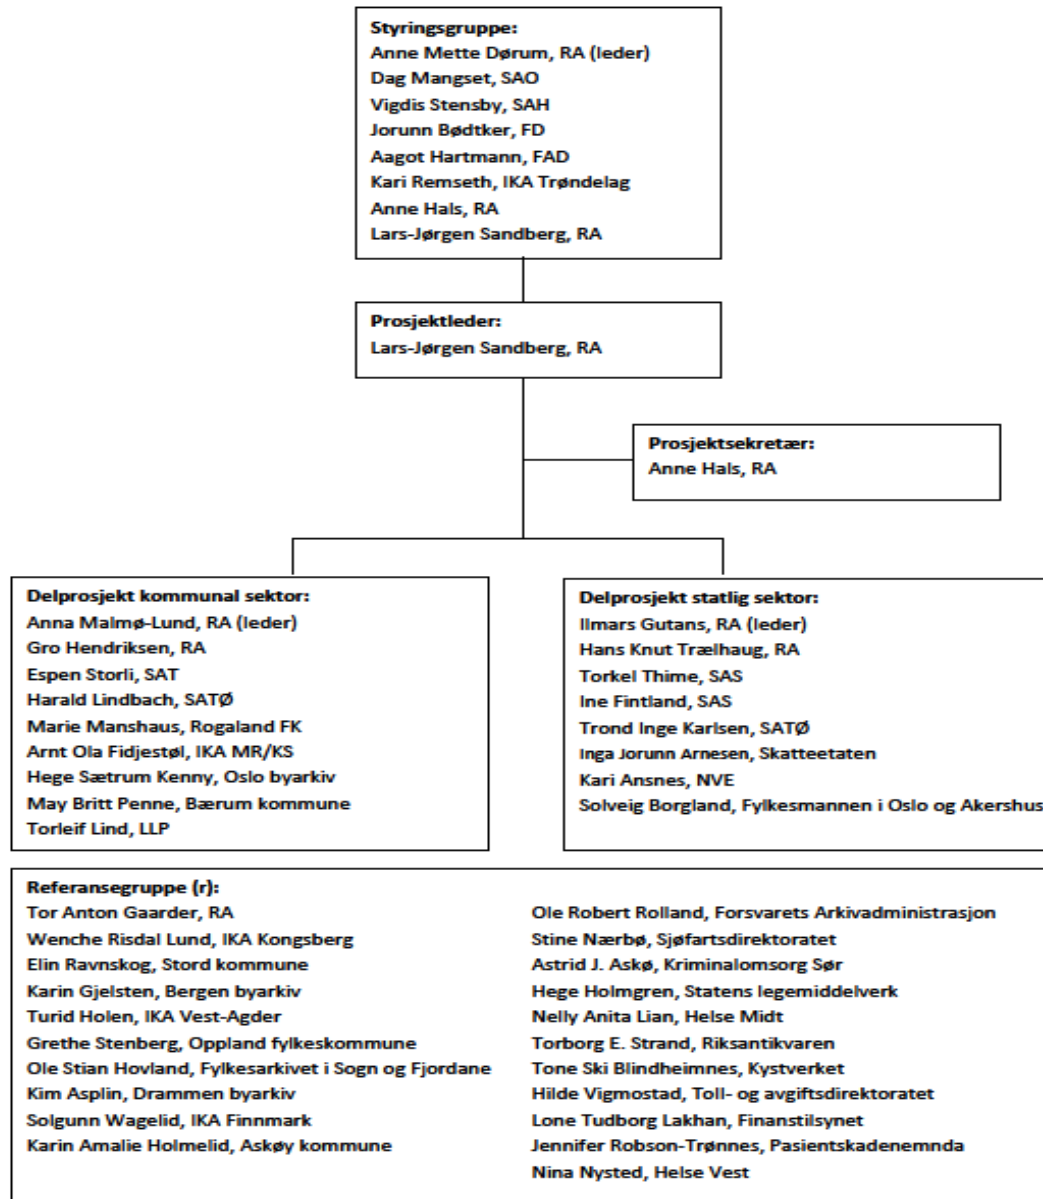 Styringsgruppe:
Anne Mette Dørum, RA (leder)
Dag Mangset, SAO
Vigdis Stensby, SAH
Jorunn Bødtker, FD
Aagot Hartmann, FAD
Kari Remseth, IKA Trøndelag
Anne Hals, RA
Lars-Jørgen Sandberg, RA
Prosjektleder:
Lars-Jørgen Sandberg, RA
Prosjektsekretær:
Anne Hals, RA
Delprosjekt kommunal sektor:
Anna Malmø-Lund, RA (leder)
Gro Hendriksen, RA
Espen Storli, SAT
Harald Lindbach, SATØ
Marie Manshaus, Rogaland FK
Arnt Ola Fidjestøl, IKA MR/KS
Hege Sætrum Kenny, Oslo byarkiv
May Britt Penne, Bærum kommune
Torleif Lind, LLP
Delprosjekt statlig sektor:
Ilmars Gutans, RA (leder)
Hans Knut Trælhaug, RA
Torkel Thime, SAS
Ine Fintland, SAS
Trond Inge Karlsen, SATØ
Inga Jorunn Arnesen, Skatteetaten
Kari Ansnes, NVE
Solveig Borgland, Fylkesmannen i Oslo og Akershus
Referansegruppe (r):
Tor Anton Gaarder, RA
Wenche Risdal Lund, IKA Kongsberg
Elin Ravnskog, Stord kommune
Karin Gjelsten, Bergen byarkiv
Turid Holen, IKA Vest-Agder
Grethe Stenberg, Oppland fylkeskommune
Ole Stian Hovland, Fylkesarkivet i Sogn og Fjordane
Kim Asplin, Drammen byarkiv
Solgunn Wagelid, IKA Finnmark
Karin Amalie Holmelid, Askøy kommune
Ole Robert Rolland, Forsvarets Arkivadministrasjon
Stine Nærbø, Sjøfartsdirektoratet
Astrid J. Askø, Kriminalomsorg Sør
Hege Holmgren, Statens legemiddelverk
Nelly Anita Lian, Helse Midt
Torborg E. Strand, Riksantikvaren
Tone Ski Blindheimnes, Kystverket
Hilde Vigmostad, Toll- og avgiftsdirektoratet
Lone Tudborg Lakhan, Finanstilsynet
Jennifer Robson-Trønnes, Pasientskadenemnda
Nina Nysted, Helse Vest